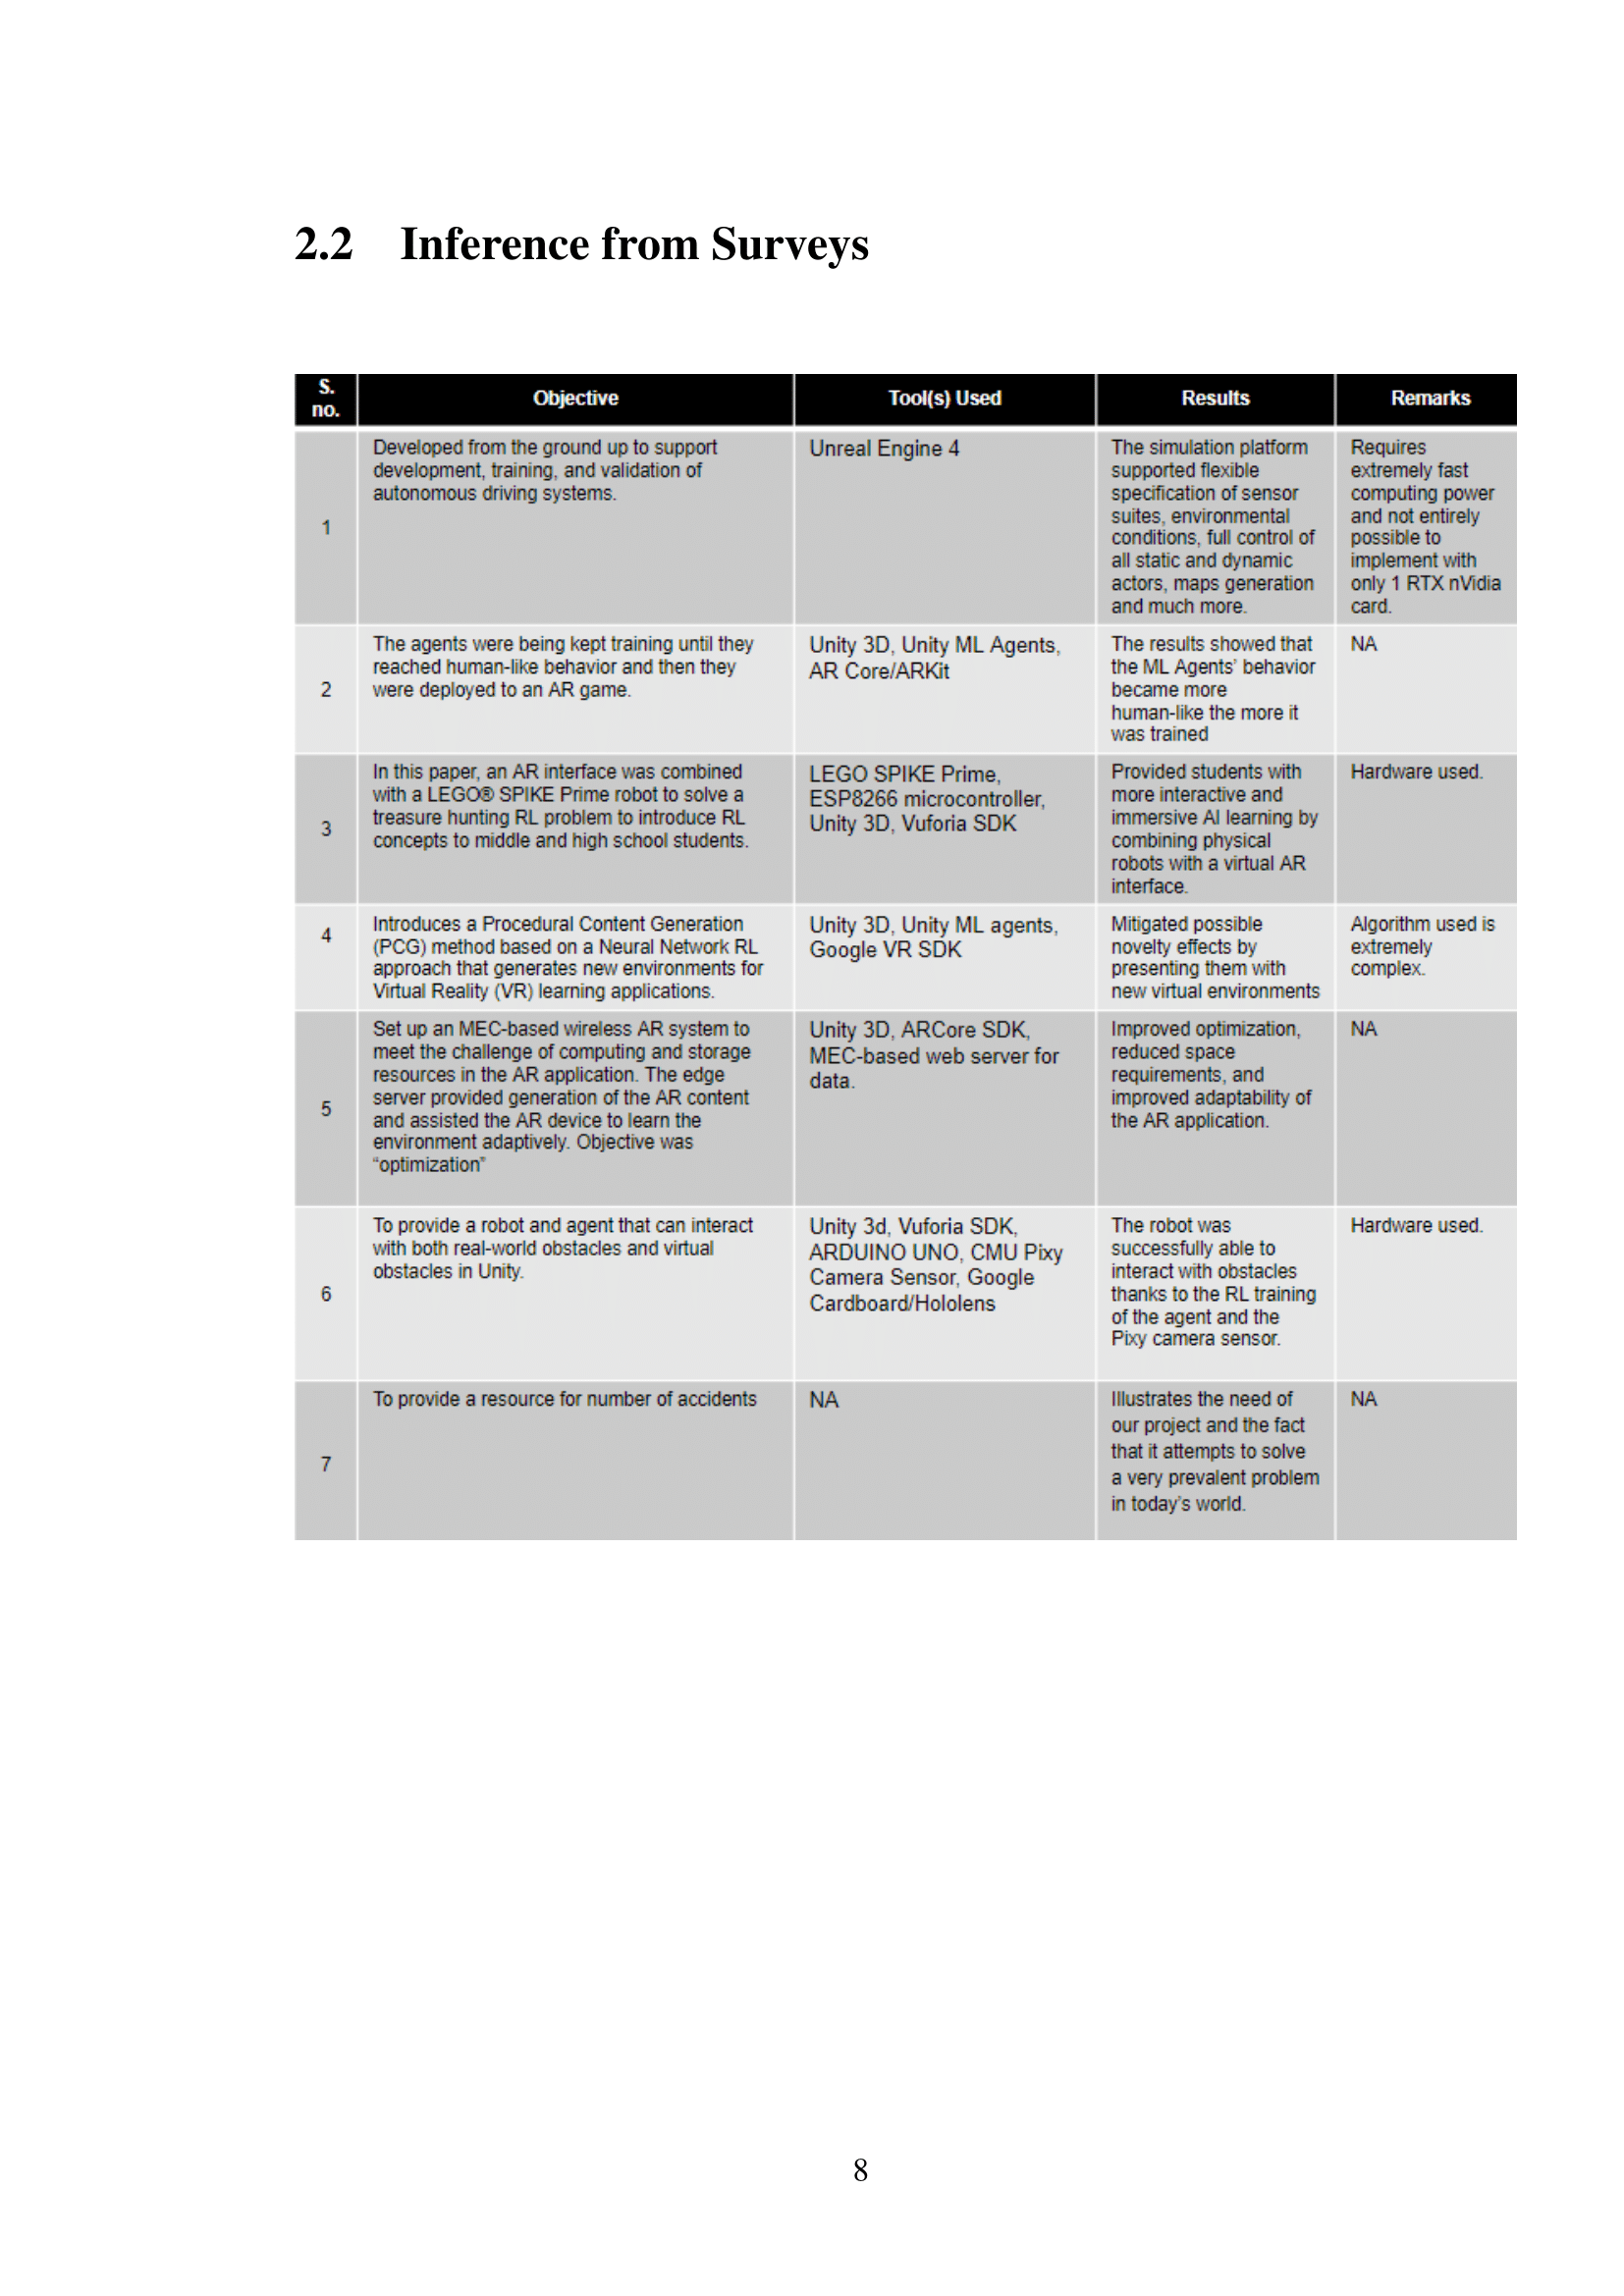 2.2 Inference from Surveys
S.
no.
Objective
Tool(s) Used
Results
Remarks
1
Developed from the ground up to support
development, training, and validation of
autonomous driving systems.
Unreal Engine 4
The simulation platform
supported flexible
specification of sensor
suites, environmental
conditions, full control of
all static and dynamic
actors, maps generation
and much more.
Requires
extremely fast
computing power
and not entirely
possible to
implement with
only 1 RTX nVidia
card.
2
The agents were being kept training until they
reached human-like behavior and then they
were deployed to an AR game.
Unity 3D, Unity ML Agents,
AR Core/ARKit
The results showed that
the ML Agents' behavior
became more
human-like the more it
was trained
NA
3
In this paper, an AR interface was combined
with a LEGO® SPIKE Prime robot to solve a
treasure hunting RL problem to introduce RL
concepts to middle and high school students.
LEGO SPIKE Prime,
ESP8266 microcontroller,
Unity 3D, Vuforia SDK
Provided students with
more interactive and
immersive AI learning by
combining physical
robots with a virtual AR
interface.
Hardware used.
4
Introduces a Procedural Content Generation
(PCG) method based on a Neural Network RL
approach that generates new environments for
Virtual Reality (VR) learning applications.
Unity 3D, Unity ML agents,
Google VR SDK
Mitigated possible
novelty effects by
presenting them with
new virtual environments
Algorithm used is
extremely
complex.
5
Set up an MEC-based wireless AR system to
meet the challenge of computing and storage
resources in the AR application. The edge
server provided generation of the AR content
and assisted the AR device to learn the
environment adaptively. Objective was
“optimization”
Unity 3D, ARCore SDK,
MEC-based web server for
data.
Improved optimization,
reduced space
requirements, and
improved adaptability of
the AR application.
NA
6
To provide a robot and agent that can interact
with both real-world obstacles and virtual
obstacles in Unity.
Unity 3d, Vuforia SDK,
ARDUINO UNO, CMU Pixy
Camera Sensor, Google
Cardboard/Hololens
The robot was
successfully able to
interact with obstacles
thanks to the RL training
of the agent and the
Pixy camera sensor.
Hardware used.
7
To provide a resource for number of accidents
NA
Illustrates the need of
our project and the fact
that it attempts to solve
a very prevalent problem
in today's world.
NA
8